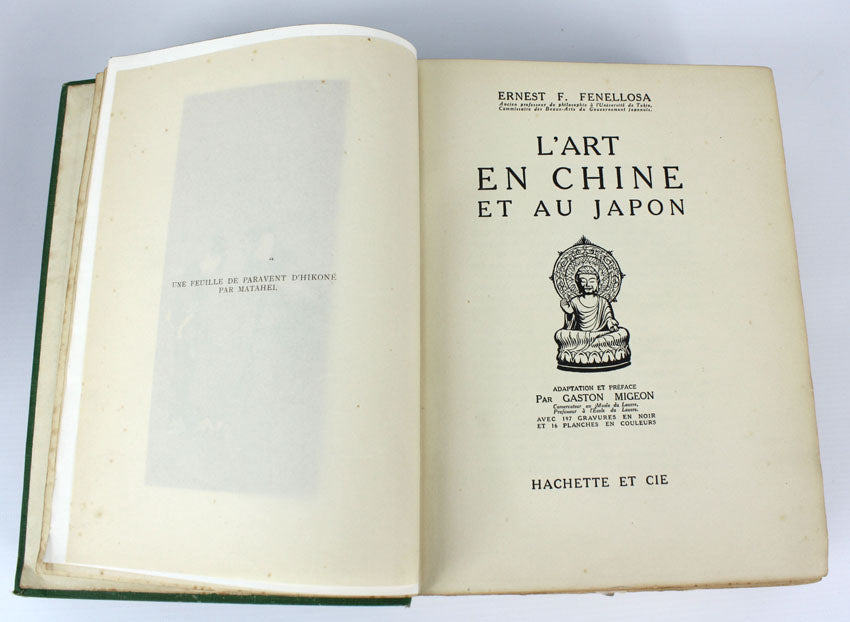 UNE FEUILLE DE PARAVENT D'HIKONÉ
PAR MATAHEI.
ERNEST F. FENELLOSA
Ancien professeur de philosophie à l'Université de Tokio,
Commissaire des Beaux-Arts du Gouvernement japonais.
L'ART
EN CHINE
ET AU JAPON
ADAPTATION ET PRÉFACE
PAR GASTON MIGEON
Conservateur au Musée du Louvre,
Professeur à l'École du Louvre.
AVEC 197 GRAVURES EN NOIR
ET 16 PLANCHES EN COULEURS
HACHETTE ET CIE